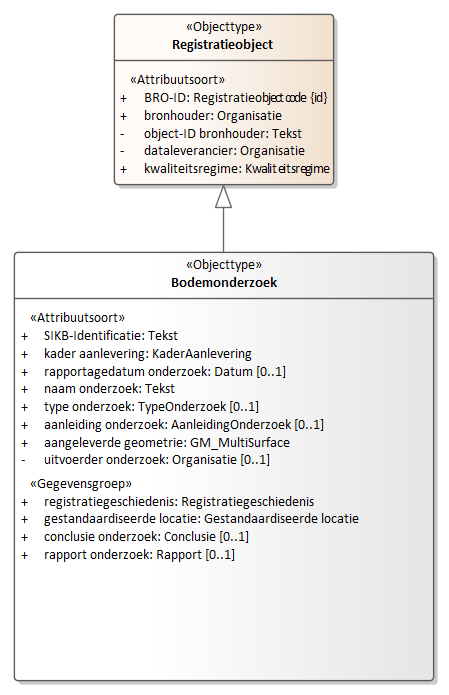 «Objecttype»
Registratieobject
«Attribuutsoort»
+ BRO-ID: Registratieobjectcode {id}
+ bronhouder: Organisatie
- object-ID bronhouder: Tekst
- dataleverancier: Organisatie
+ kwaliteitsregime: Kwaliteitsregime
«Objecttype»
Bodemonderzoek
«Attribuutsoort»
+ SIKB-Identificatie: Tekst
+ kader aanlevering: KaderAanlevering
+ rapportagedatum onderzoek: Datum [0..1]
+ naam onderzoek: Tekst
+ type onderzoek: TypeOnderzoek [0..1]
+ aanleiding onderzoek: AanleidingOnderzoek [0..1]
+ aangeleverde geometrie: GM_MultiSurface
- uitvoerder onderzoek: Organisatie [0..1]
«Gegevensgroep»
+ registratiegeschiedenis: Registratiegeschiedenis
+ gestandaardiseerde locatie: Gestandaardiseerde locatie
+ conclusie onderzoek: Conclusie [0..1]
+ rapport onderzoek: Rapport [0..1]